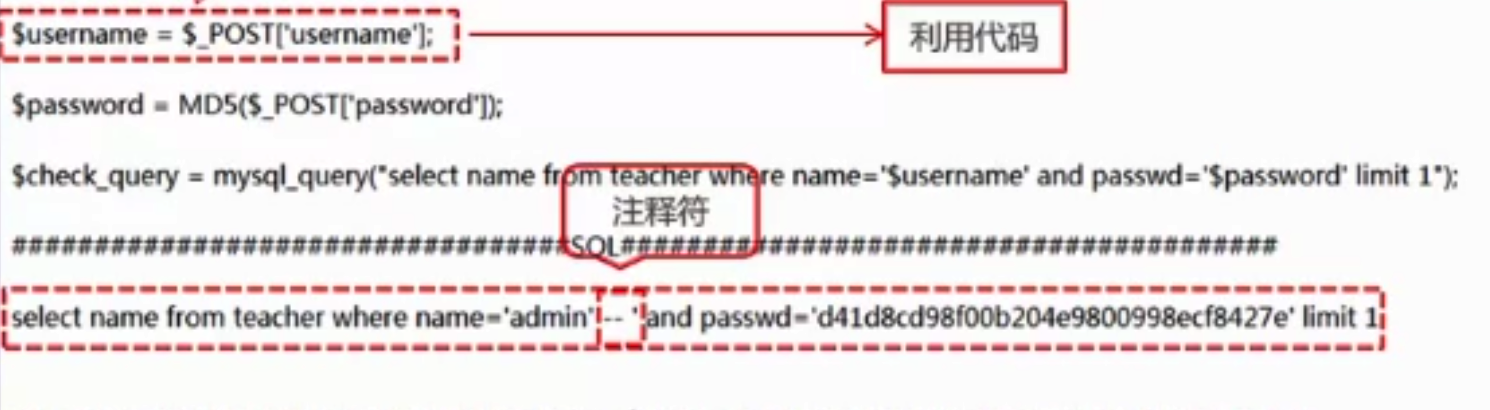 $username = $_POST['username'];
利用代码
$password = MD5($_POST['password']);
$check_query = mysql_query("select name from teacher where name='$username' and passwd='$password' limit 1");
注释符
##################################SQL########################################
select name from teacher where name='admin'-- ' and passwd='d41d8cd98f00b204e9800998ecf8427e' limit 1